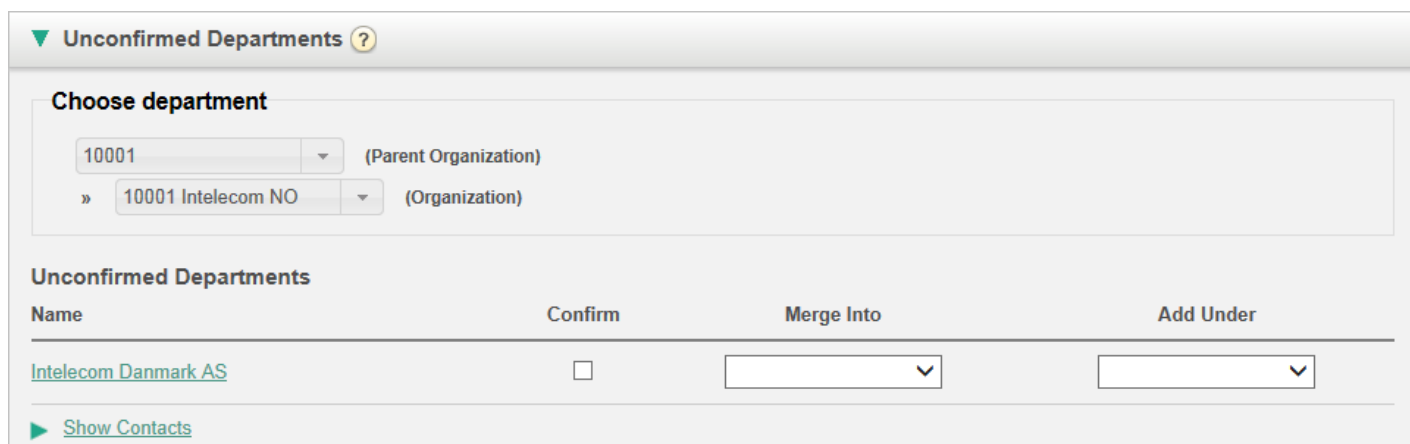 Unconfirmed Departments ?
Choose department
10001 (Parent Organization)
» 10001 Intelecom NO (Organization)
Unconfirmed Departments
Name Confirm Merge Into Add Under
Intelecom Danmark AS
Show Contacts